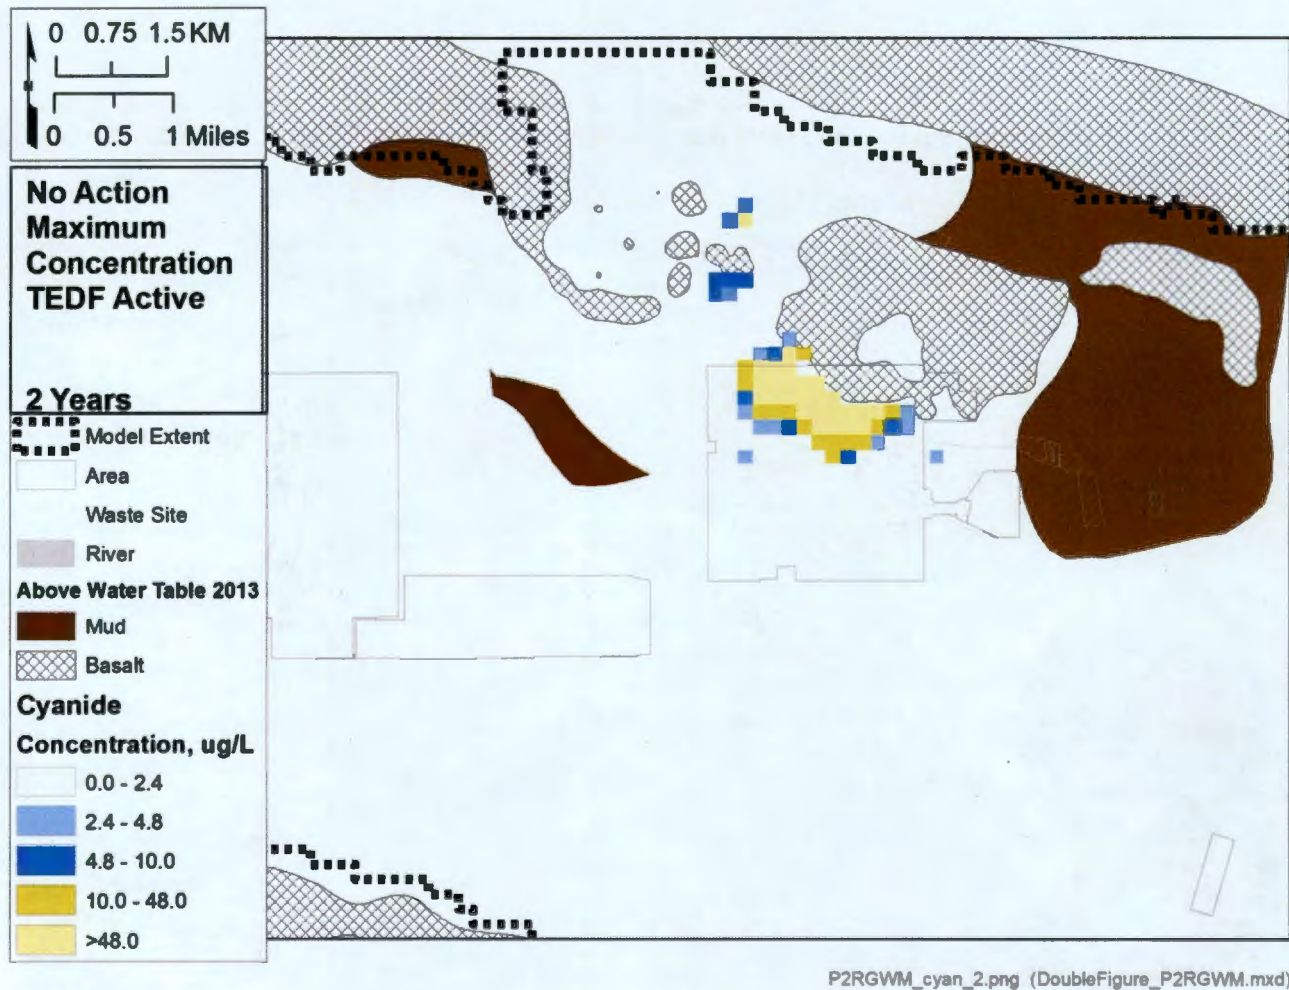 0 0.75 1.5 KM
0 0.5 1 Miles
No Action
Maximum
Concentration
TEDF Active
2 Years
Model Extent
Area
Waste Site
River
Above Water Table 2013
Mud
Basalt
Cyanide
Concentration, ug/L
0.0 - 2.4
2.4 - 4.8
4.8 - 10.0
10.0 - 48.0
>48.0
P2RGWM_cyan_2.png (DoubleFigure_P2RGWM.mxd)